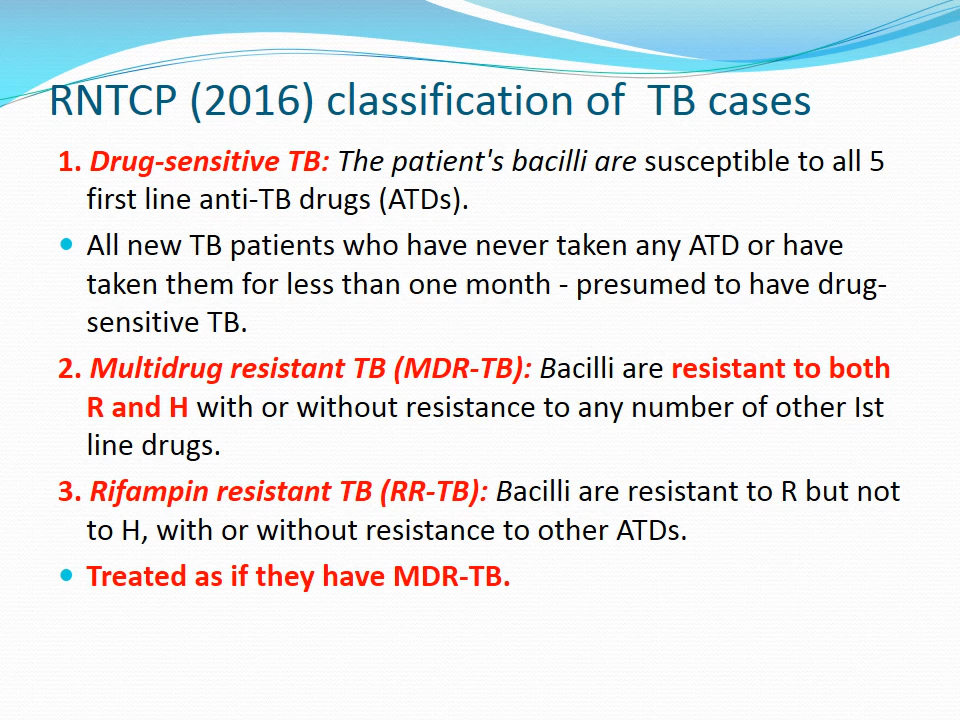 RNTCP (2016) classification of TB cases
1. Drug-sensitive TB: The patient's bacilli are susceptible to all 5
first line anti-TB drugs (ATDs).
• All new TB patients who have never taken any ATD or have
taken them for less than one month - presumed to have drug-
sensitive TB.
2. Multidrug resistant TB (MDR-TB): Bacilli are resistant to both
R and H with or without resistance to any number of other Ist
line drugs.
3. Rifampin resistant TB (RR-TB): Bacilli are resistant to R but not
to H, with or without resistance to other ATDs.
• Treated as if they have MDR-TB.